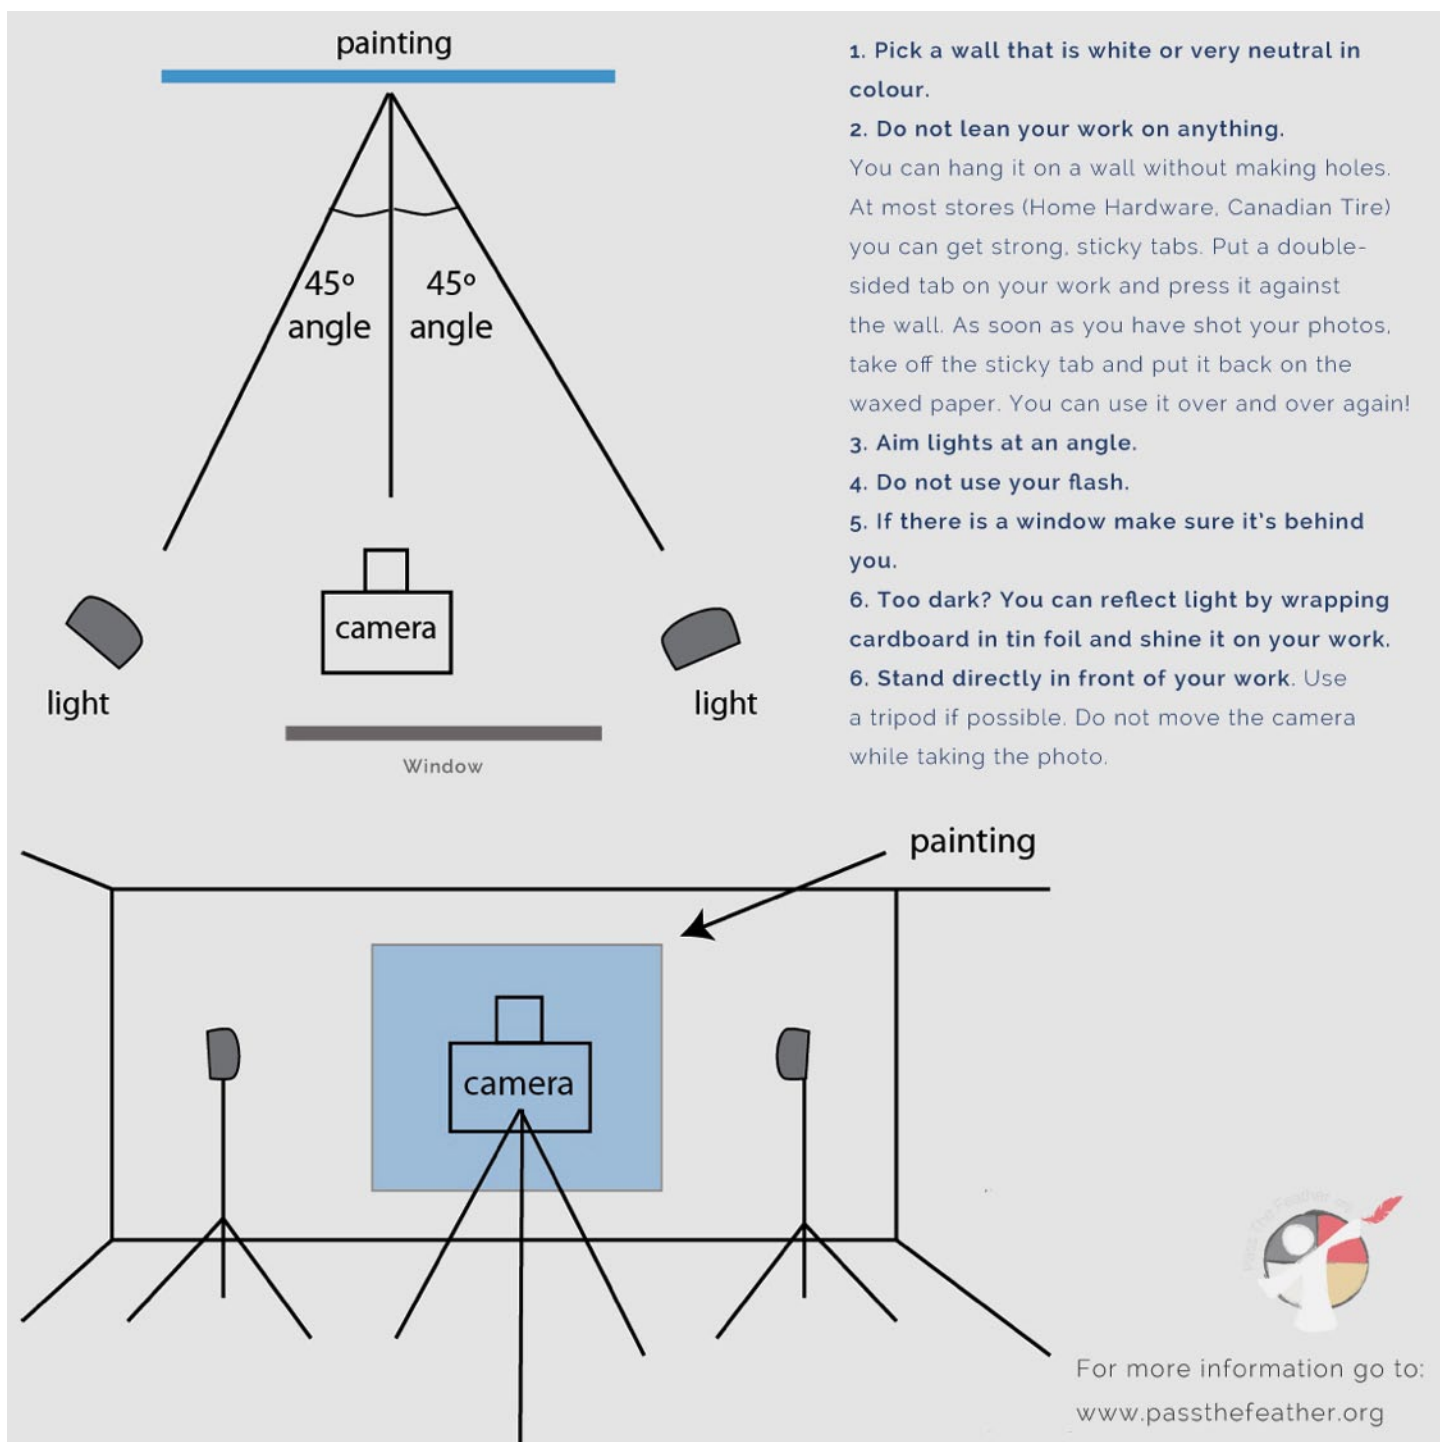 painting
45º
angle
45º
angle
camera
light
light
Window
1. Pick a wall that is white or very neutral in
colour.
2. Do not lean your work on anything.
You can hang it on a wall without making holes.
At most stores (Home Hardware, Canadian Tire)
you can get strong, sticky tabs. Put a double-
sided tab on your work and press it against
the wall. As soon as you have shot your photos,
take off the sticky tab and put it back on the
waxed paper. You can use it over and over again!
3. Aim lights at an angle.
4. Do not use your flash.
5. If there is a window make sure it's behind
you.
6. Too dark? You can reflect light by wrapping
cardboard in tin foil and shine it on your work.
6. Stand directly in front of your work. Use
a tripod if possible. Do not move the camera
while taking the photo.
painting
camera
Pass The Feather
For more information go to:
www.passthefeather.org